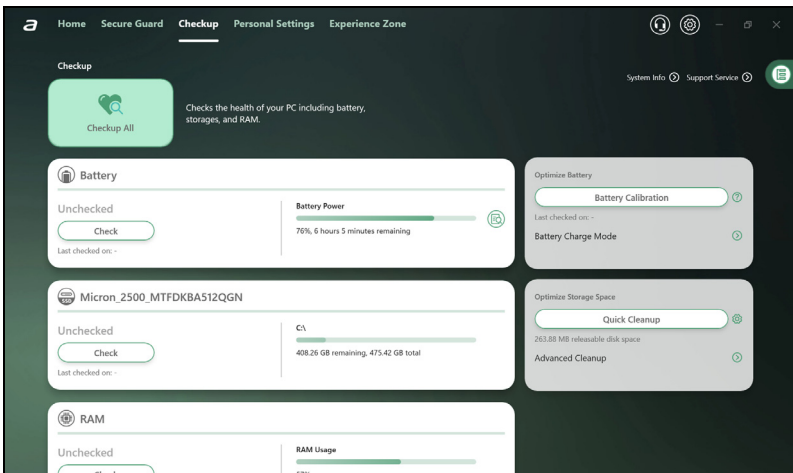 a
Home Secure Guard Checkup Personal Settings Experience Zone
Checkup
System Info Support Service
Checkup All
Checks the health of your PC including battery,
storages, and RAM.
Battery
Unchecked
Check
Last checked on: -
Battery Power
76%, 6 hours 5 minutes remaining
Optimize Battery
Battery Calibration
?
Last checked on: -
Battery Charge Mode
SSD
Micron_2500_MTFDKBA512QGN
Unchecked
Check
Last checked on: -
C:\
408.26 GB remaining, 475.42 GB total
Optimize Storage Space
Quick Cleanup
263.88 MB releasable disk space
Advanced Cleanup
RAM
Unchecked
Check
RAM Usage